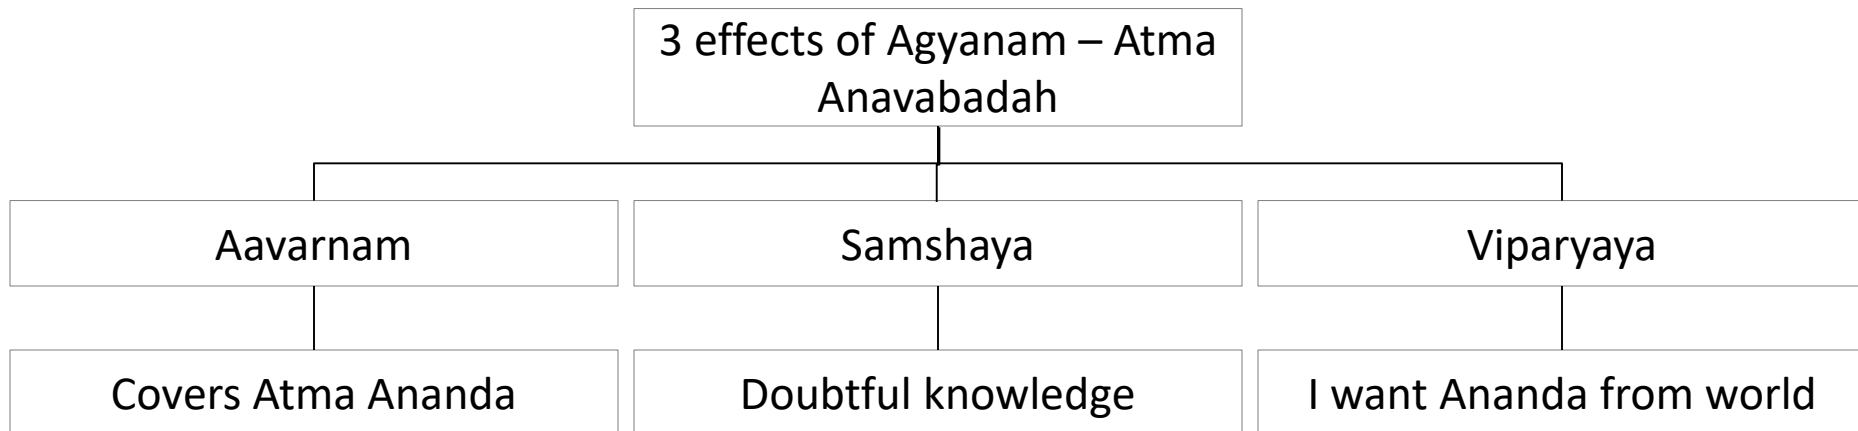 3 effects of Agyanam – Atma
Anavabadah
Aavarnam
Samshaya
Viparyaya
Covers Atma Ananda
Doubtful knowledge
I want Ananda from world